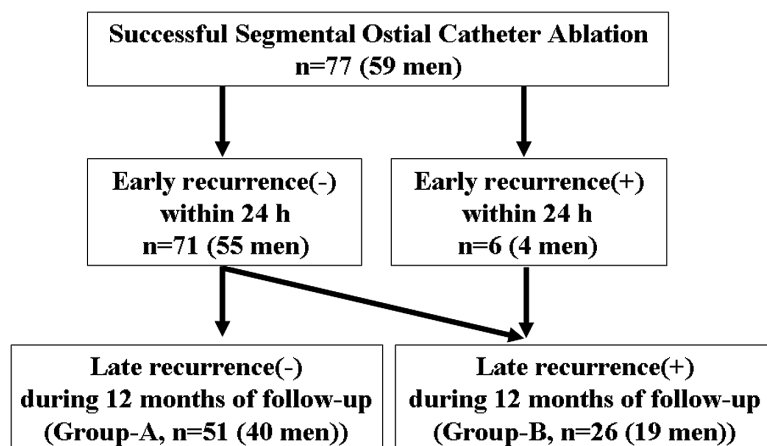 Successful Segmental Ostial Catheter Ablation
n=77 (59 men)
Early recurrence(-)
within 24 h
n=71 (55 men)
Early recurrence(+)
within 24 h
n=6 (4 men)
Late recurrence(-)
during 12 months of follow-up
(Group-A, n=51 (40 men))
Late recurrence(+)
during 12 months of follow-up
(Group-B, n=26 (19 men))